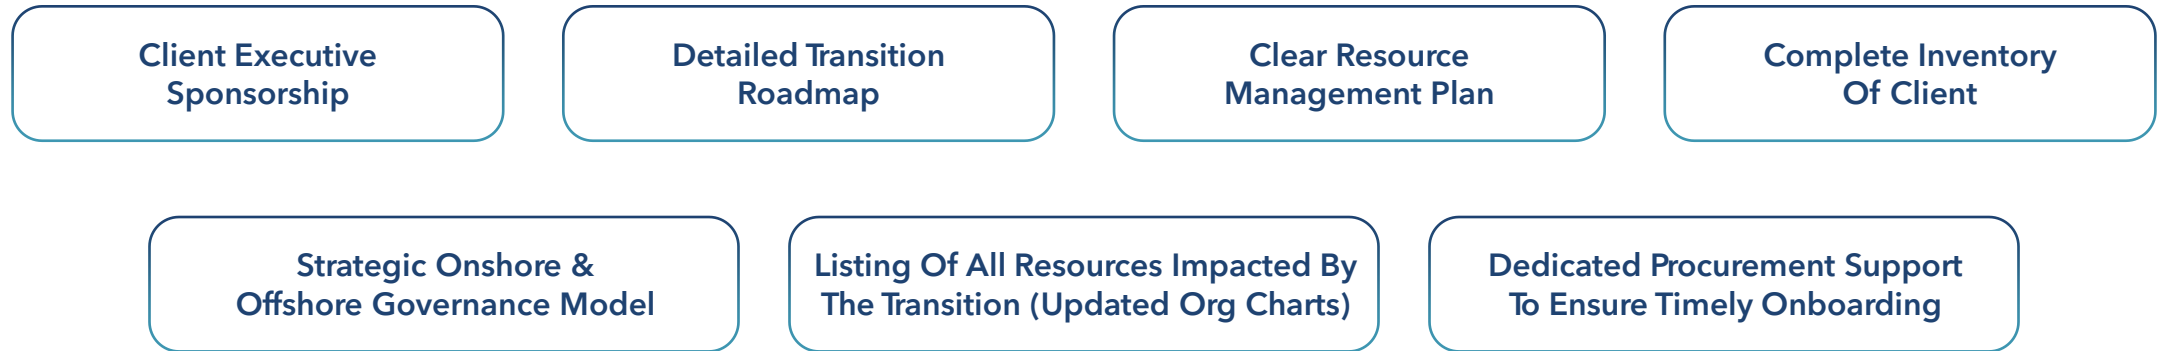 Client Executive
Sponsorship
Detailed Transition
Roadmap
Clear Resource
Management Plan
Complete Inventory
Of Client
Strategic Onshore &
Offshore Governance Model
Listing Of All Resources Impacted By
The Transition (Updated Org Charts)
Dedicated Procurement Support
To Ensure Timely Onboarding